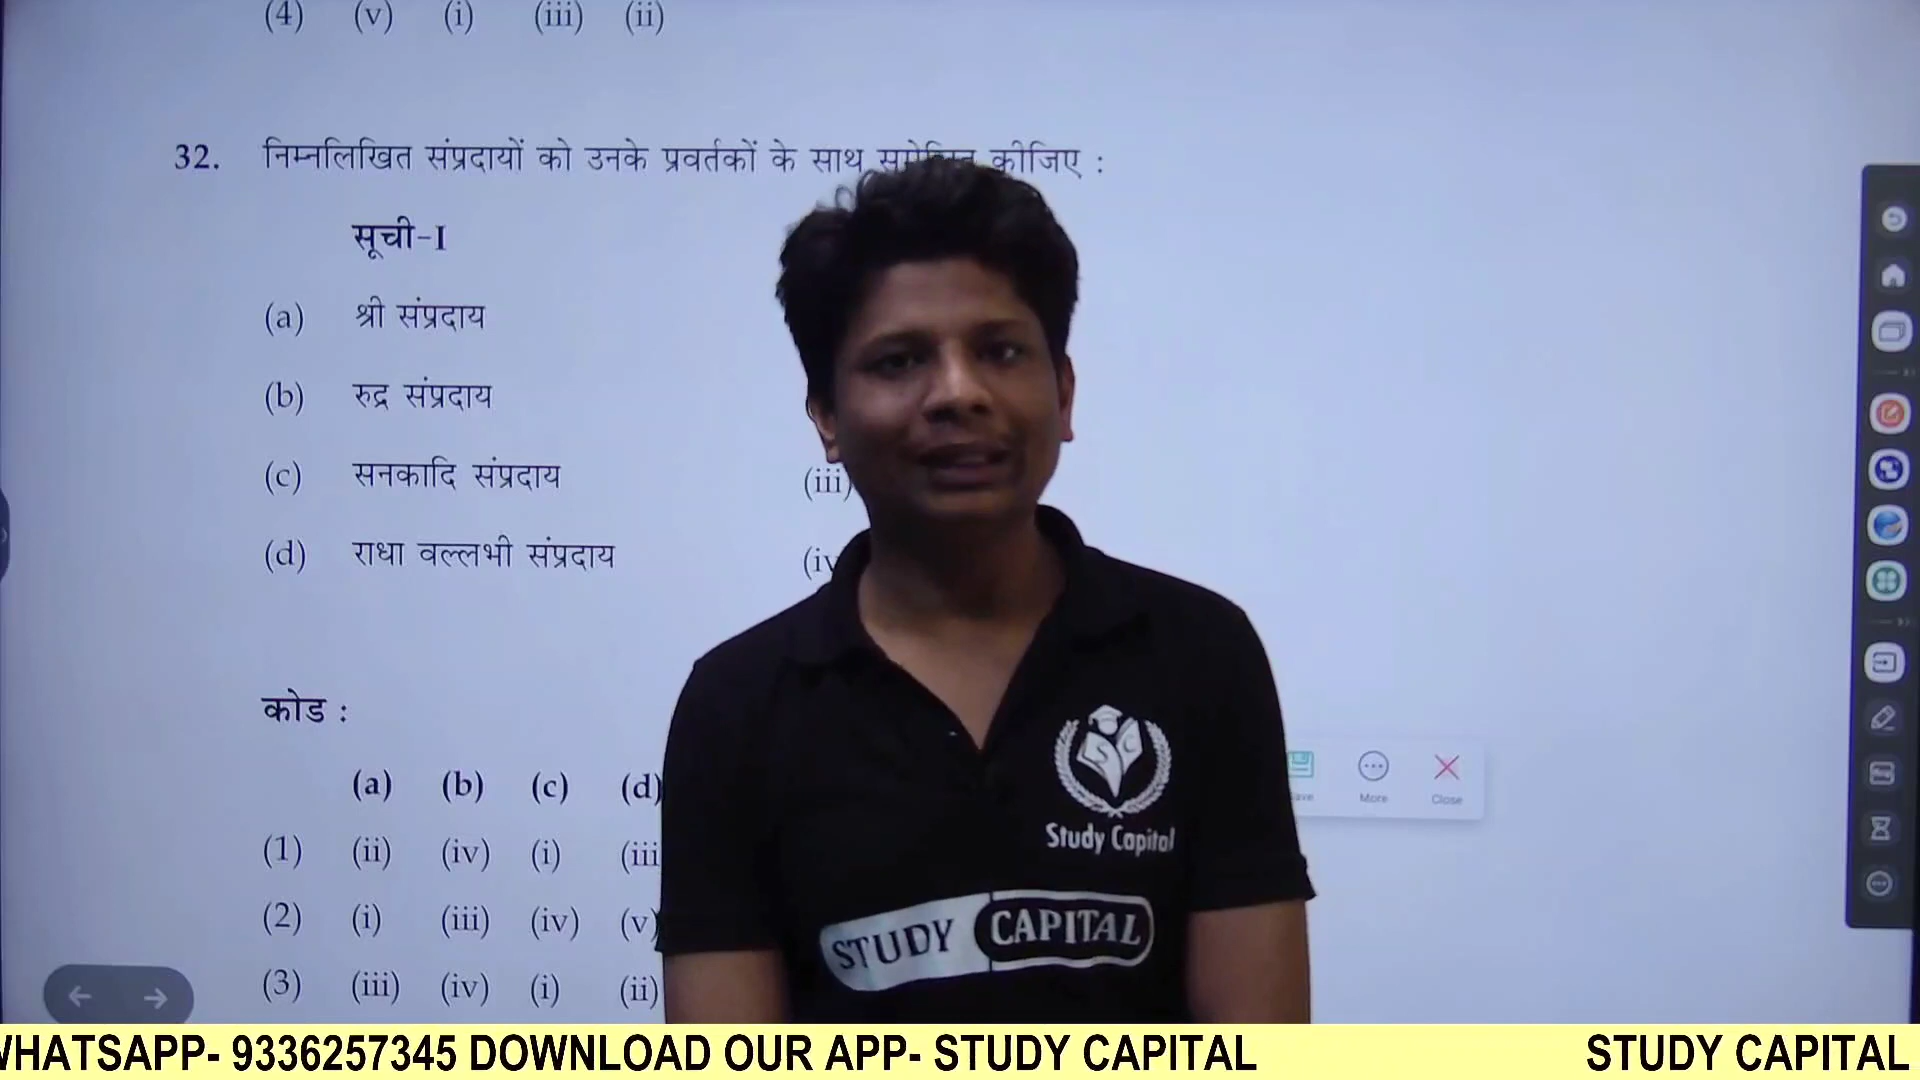 (4) (v) (i) (iii) (ii)
32. निम्नलिखित संप्रदायों को उनके प्रवर्तकों के साथ कीजिए :
सूची-I
(a) श्री संप्रदाय
(b) रुद्र संप्रदाय
(c) सनकादि संप्रदाय (iii)
(d) राधा वल्लभी संप्रदाय (iv
कोड :
(a) (b) (c) (d)
(1) (ii) (iv) (i) (iii
(2) (i) (iii) (iv) (v)
(3) (iii) (iv) (i) (ii)
More Close
Study Capital
STUDY CAPITAL
WHATSAPP- 9336257345 DOWNLOAD OUR APP- STUDY CAPITAL STUDY CAPITAL